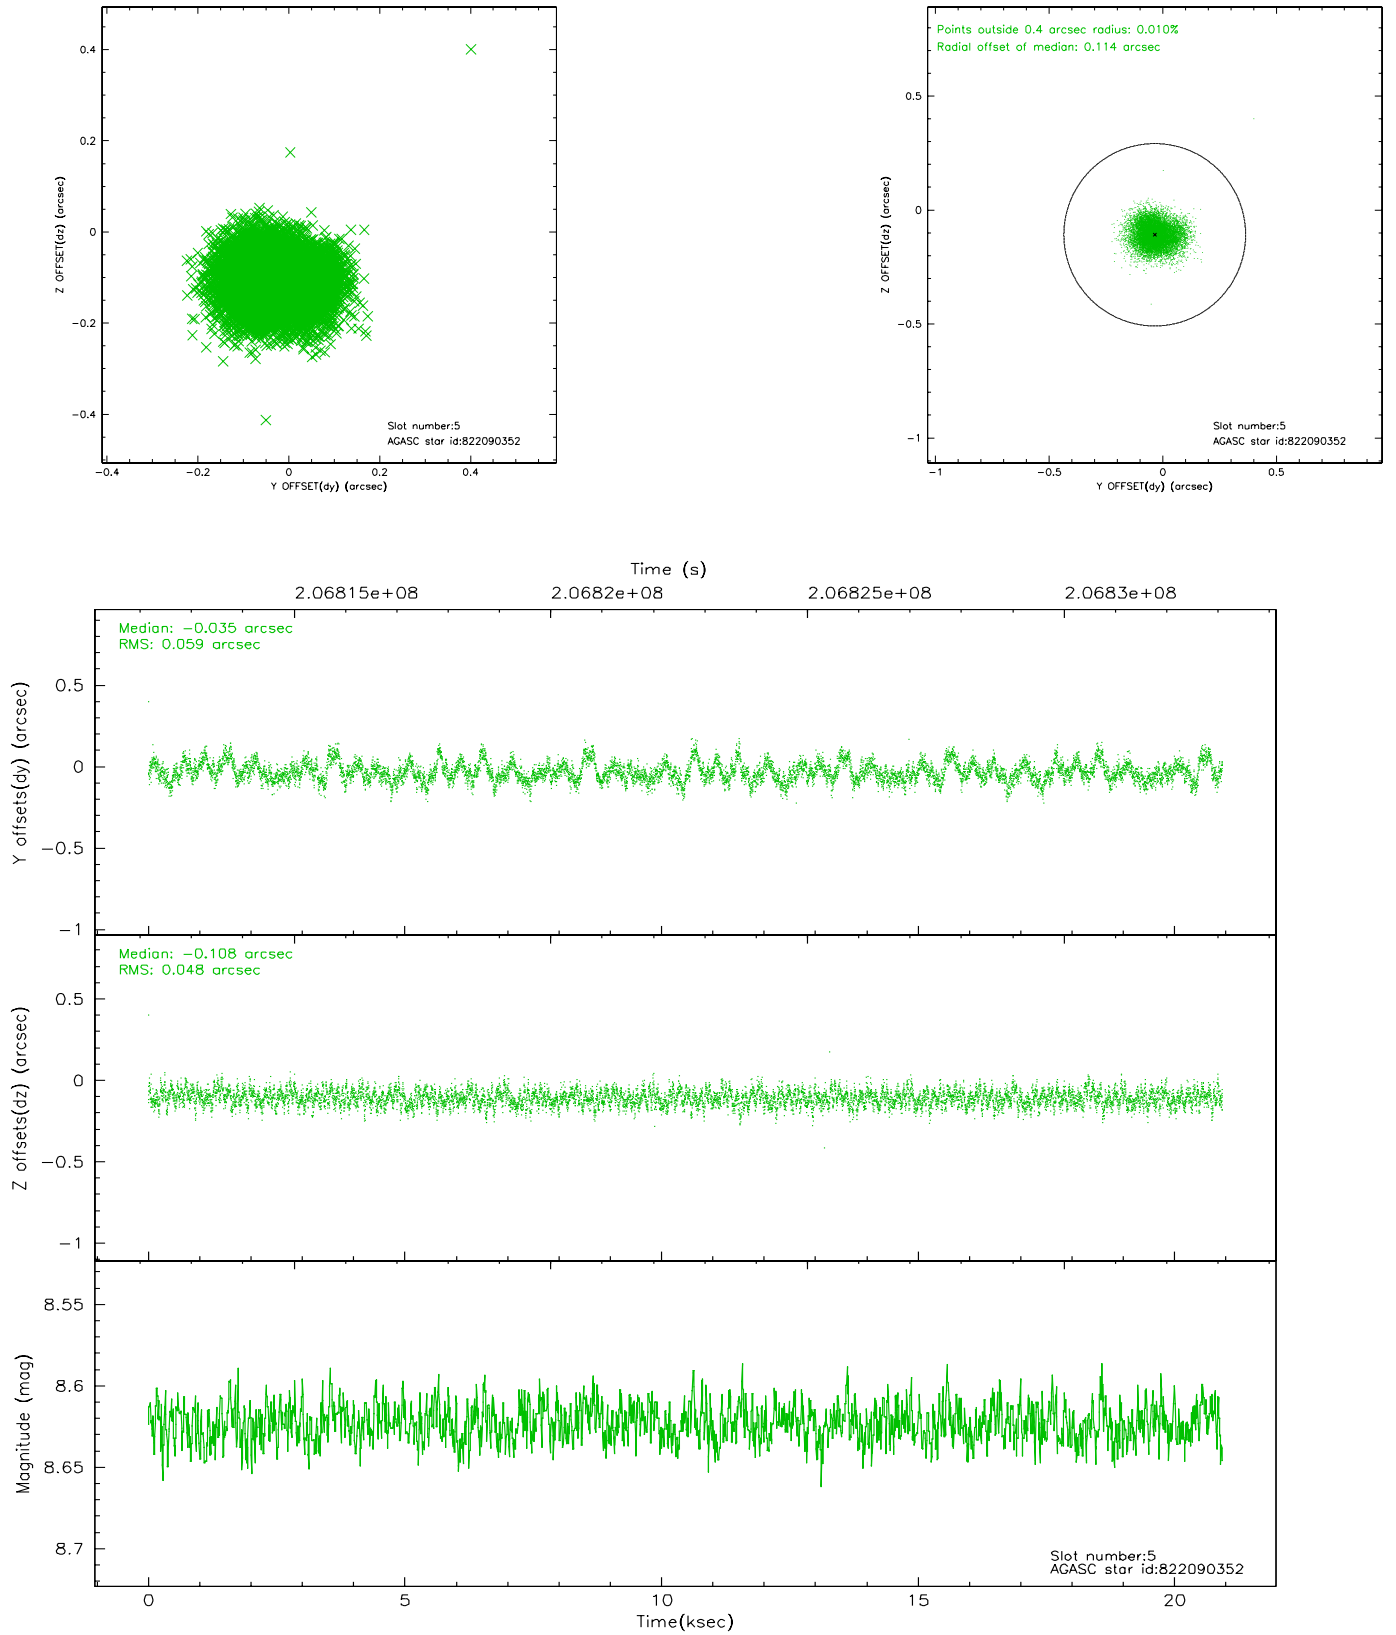 0.4
0.2
0
−0.2
−0.4
Z OFFSET(dz) (arcsec)
Slot number:5
AGASC star id:822090352
−0.4 −0.2 0 0.2 0.4
Y OFFSET(dy) (arcsec)
Points outside 0.4 arcsec radius: 0.010%
Radial offset of median: 0.114 arcsec
0.5
0
−0.5
−1
Z OFFSET(dz) (arcsec)
Slot number:5
AGASC star id:822090352
−1 −0.5 0 0.5
Y OFFSET(dy) (arcsec)
Time (s)
2.06815e+08 2.0682e+08 2.06825e+08 2.0683e+08
Median: −0.035 arcsec
RMS: 0.059 arcsec
0.5
0
−0.5
−1
Y offsets(dy) (arcsec)
Median: −0.108 arcsec
RMS: 0.048 arcsec
0.5
0
−0.5
−1
Z offsets(dz) (arcsec)
8.55
8.6
8.65
8.7
Magnitude (mag)
Slot number:5
AGASC star id:822090352
0 5 10 15 20
Time(ksec)